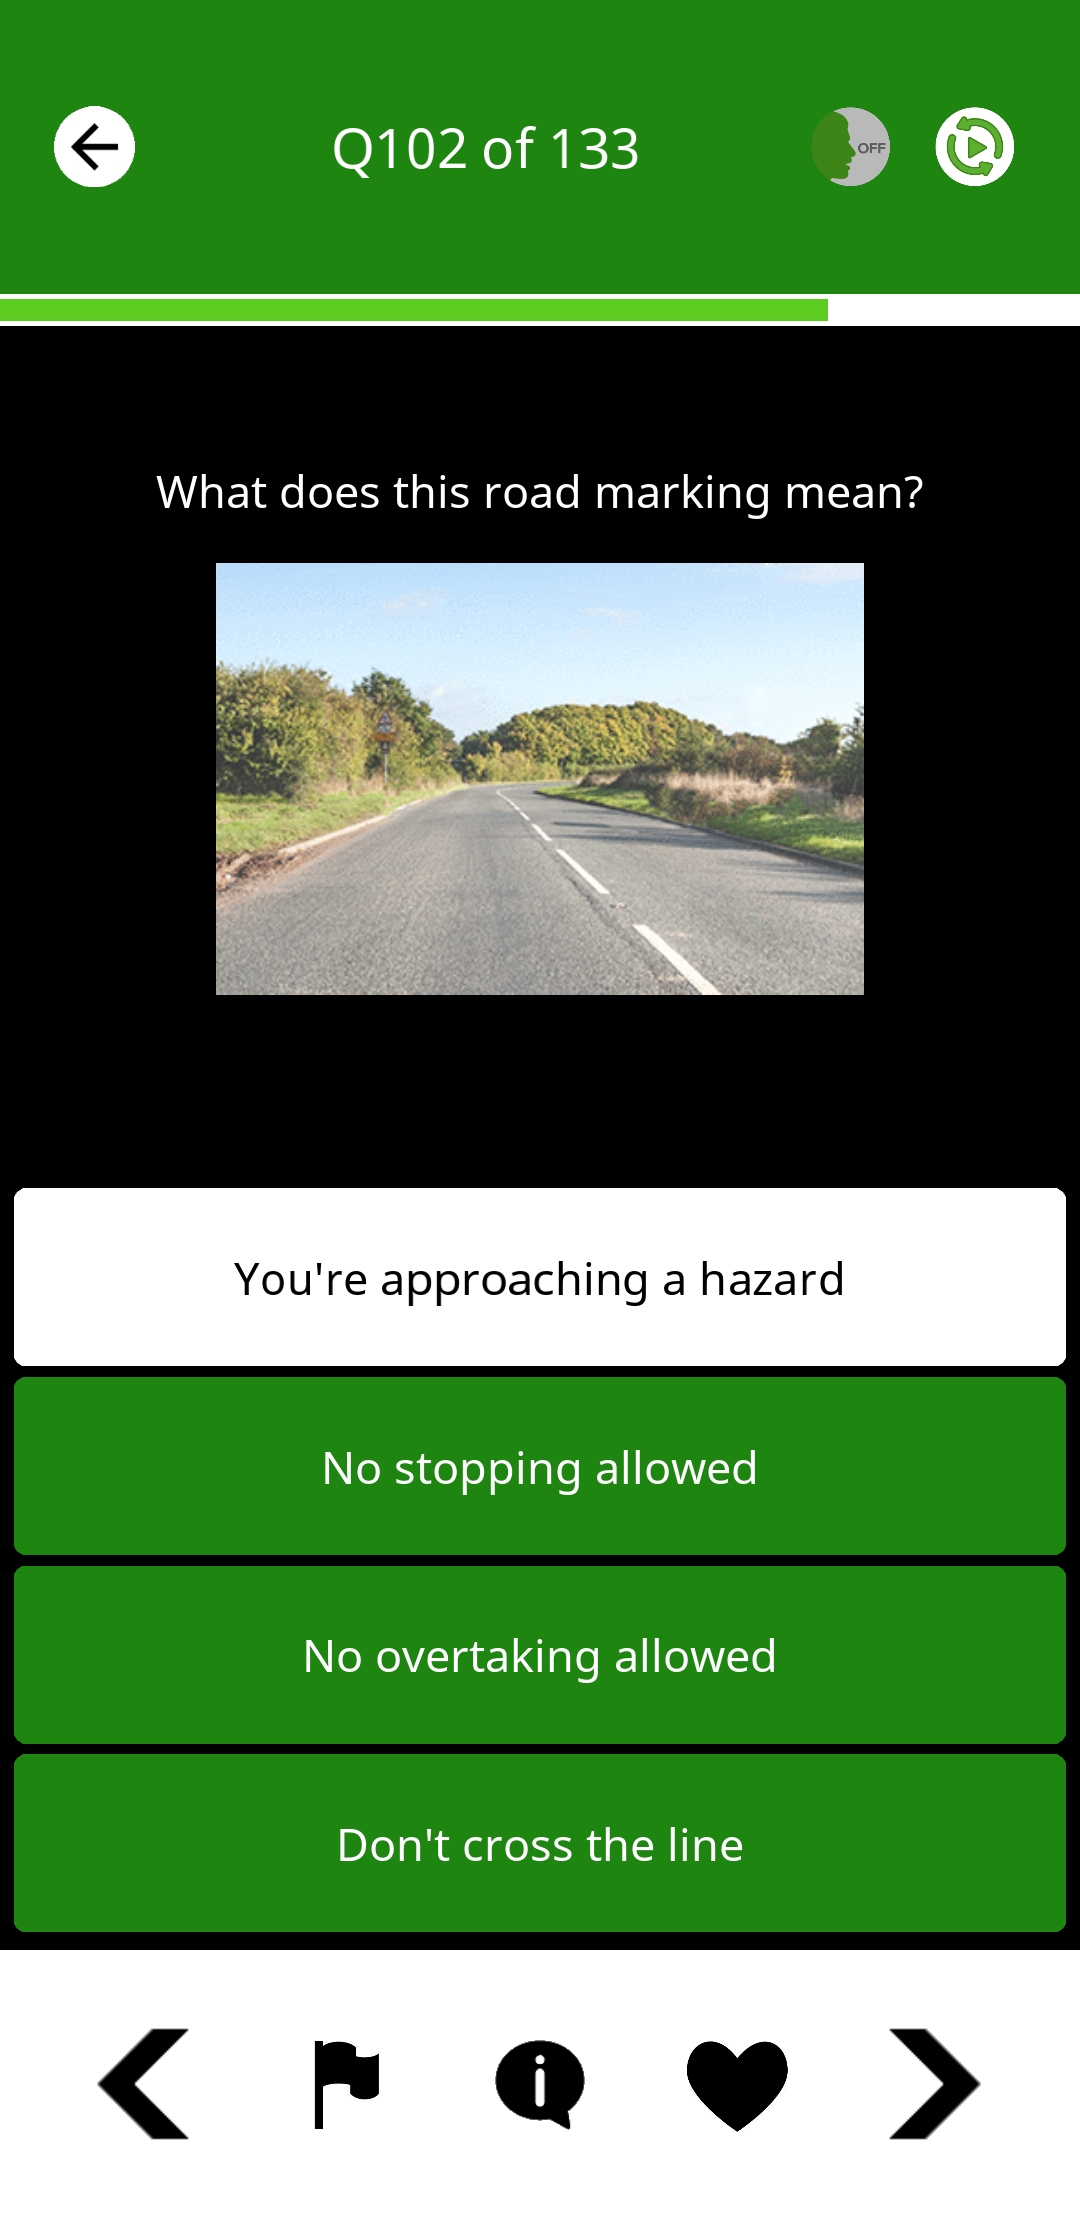 Q102 of 133
OFF
What does this road marking mean?
You're approaching a hazard
No stopping allowed
No overtaking allowed
Don't cross the line